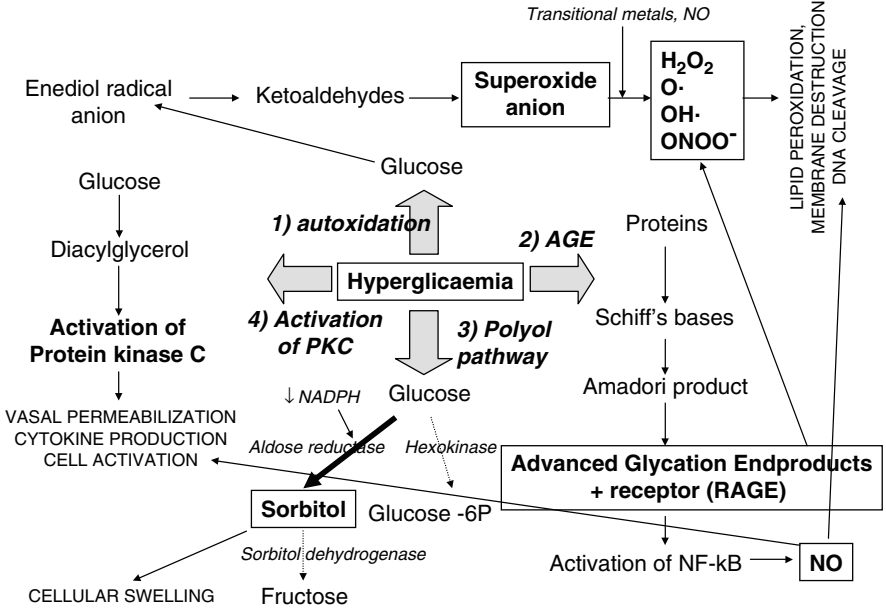 Transitional metals, NO
Enediol radical
anion
Ketoaldehydes
Superoxide
anion
H₂O₂
O·
OH·
ONOO⁻
LIPID PEROXIDATION,
MEMBRANE DESTRUCTION
DNA CLEAVAGE
Glucose
Glucose
Diacylglycerol
Activation of
Protein kinase C
VASAL PERMEABILIZATION
CYTOKINE PRODUCTION
CELL ACTIVATION
1) autoxidation
2) AGE
Hyperglicaemia
4) Activation
of PKC
3) Polyol
pathway
Proteins
Schiff's bases
Amadori product
Advanced Glycation Endproducts
+ receptor (RAGE)
Activation of NF-kB
NO
Glucose
↓ NADPH
Aldose reductase
Hexokinase
Sorbitol
Glucose -6P
Sorbitol dehydrogenase
CELLULAR SWELLING
Fructose